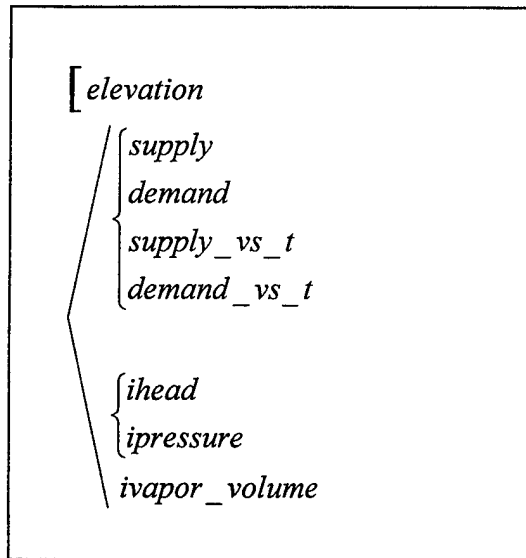 elevation
supply
demand
supply_vs_t
demand_vs_t
ihead
ipressure
ivapor_volume